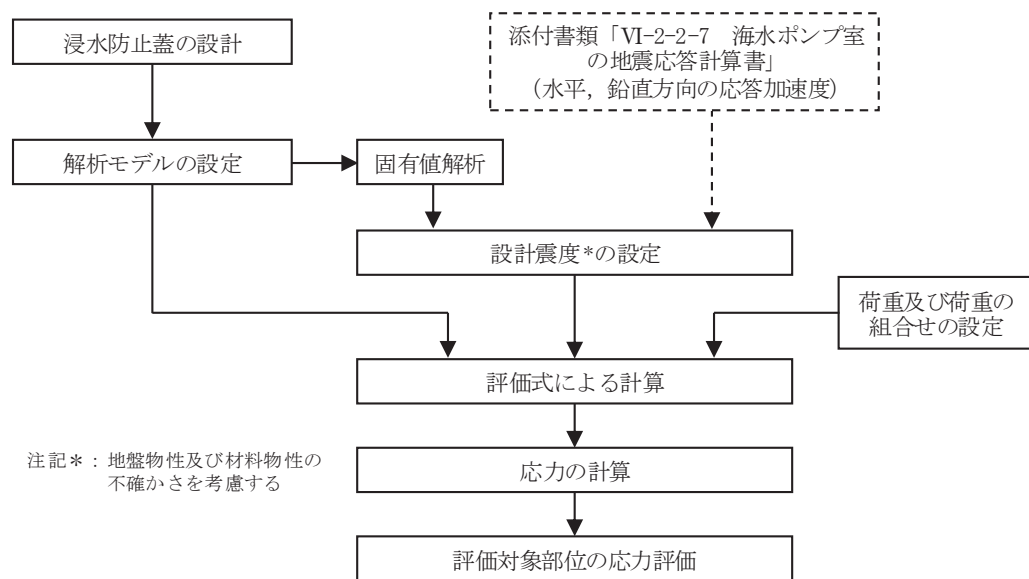 浸水防止蓋の設計
添付書類「Ⅵ-2-2-7　海水ポンプ室
の地震応答計算書」
（水平，鉛直方向の応答加速度）
解析モデルの設定
固有値解析
設計震度*の設定
荷重及び荷重の
組合せの設定
評価式による計算
注記＊：地盤物性及び材料物性の
不確かさを考慮する
応力の計算
評価対象部位の応力評価